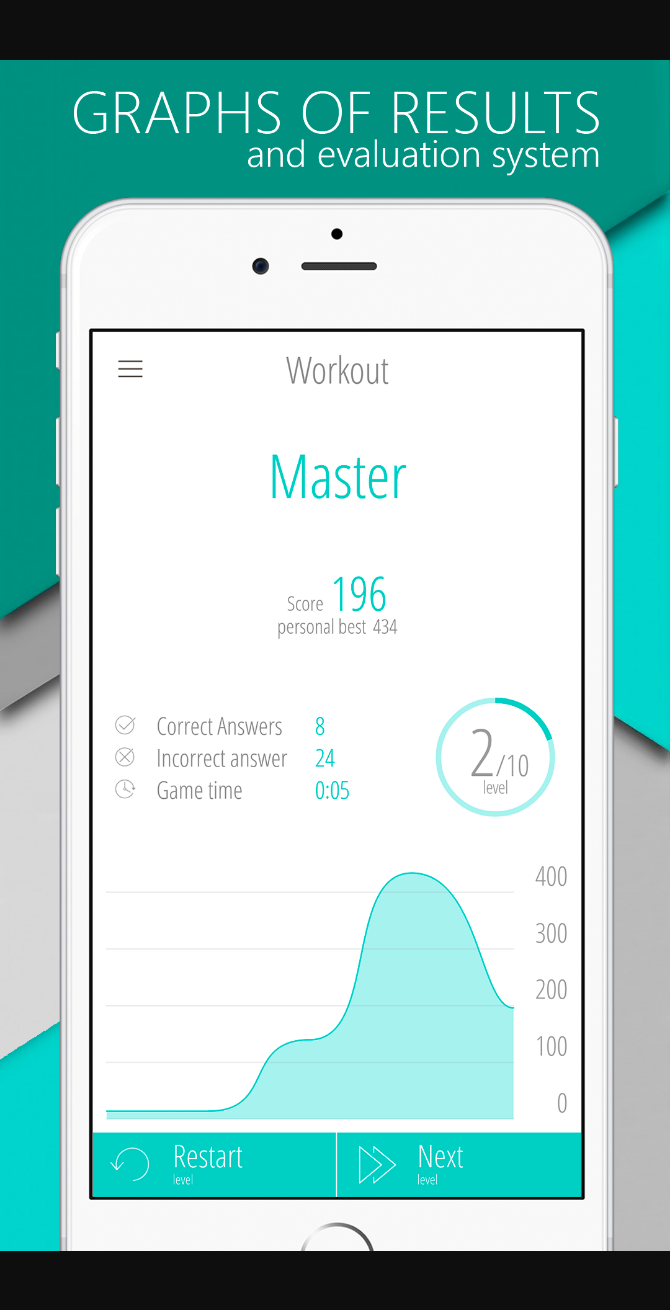 GRAPHS OF RESULTS
and evaluation system
Workout
Master
Score 196
personal best 434
Correct Answers 8
Incorrect answer 24
Game time 0:05
2/10
level
400
300
200
100
0
Restart
level
Next
level